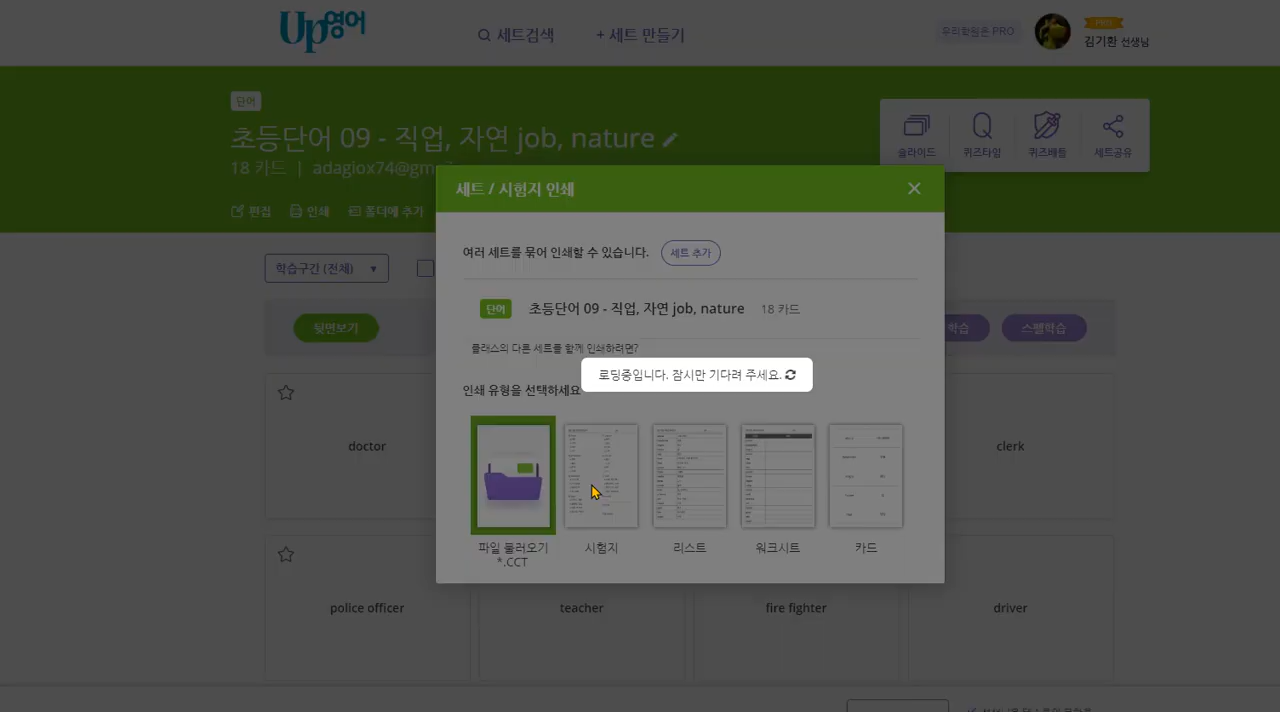 Up영어
세트검색
+ 세트 만들기
우리학원은 PRO
PRO
김기환 선생님
단어
초등단어 09 - 직업, 자연 job, nature
18 카드 | adagiox74@gm
슬라이드
퀴즈타임
퀴즈배틀
세트공유
편집
인쇄
폴더에 추가
세트 / 시험지 인쇄
여러 세트를 묶어 인쇄할 수 있습니다.
세트 추가
학습구간 (전체)
단어
초등단어 09 - 직업, 자연 job, nature
18 카드
뒷면보기
학습
스펠학습
클래스의 다른 세트를 함께 인쇄하려면?
로딩중입니다. 잠시만 기다려 주세요.
인쇄 유형을 선택하세요
doctor
clerk
파일 불러오기
*.CCT
시험지
리스트
워크시트
카드
police officer
teacher
fire fighter
driver